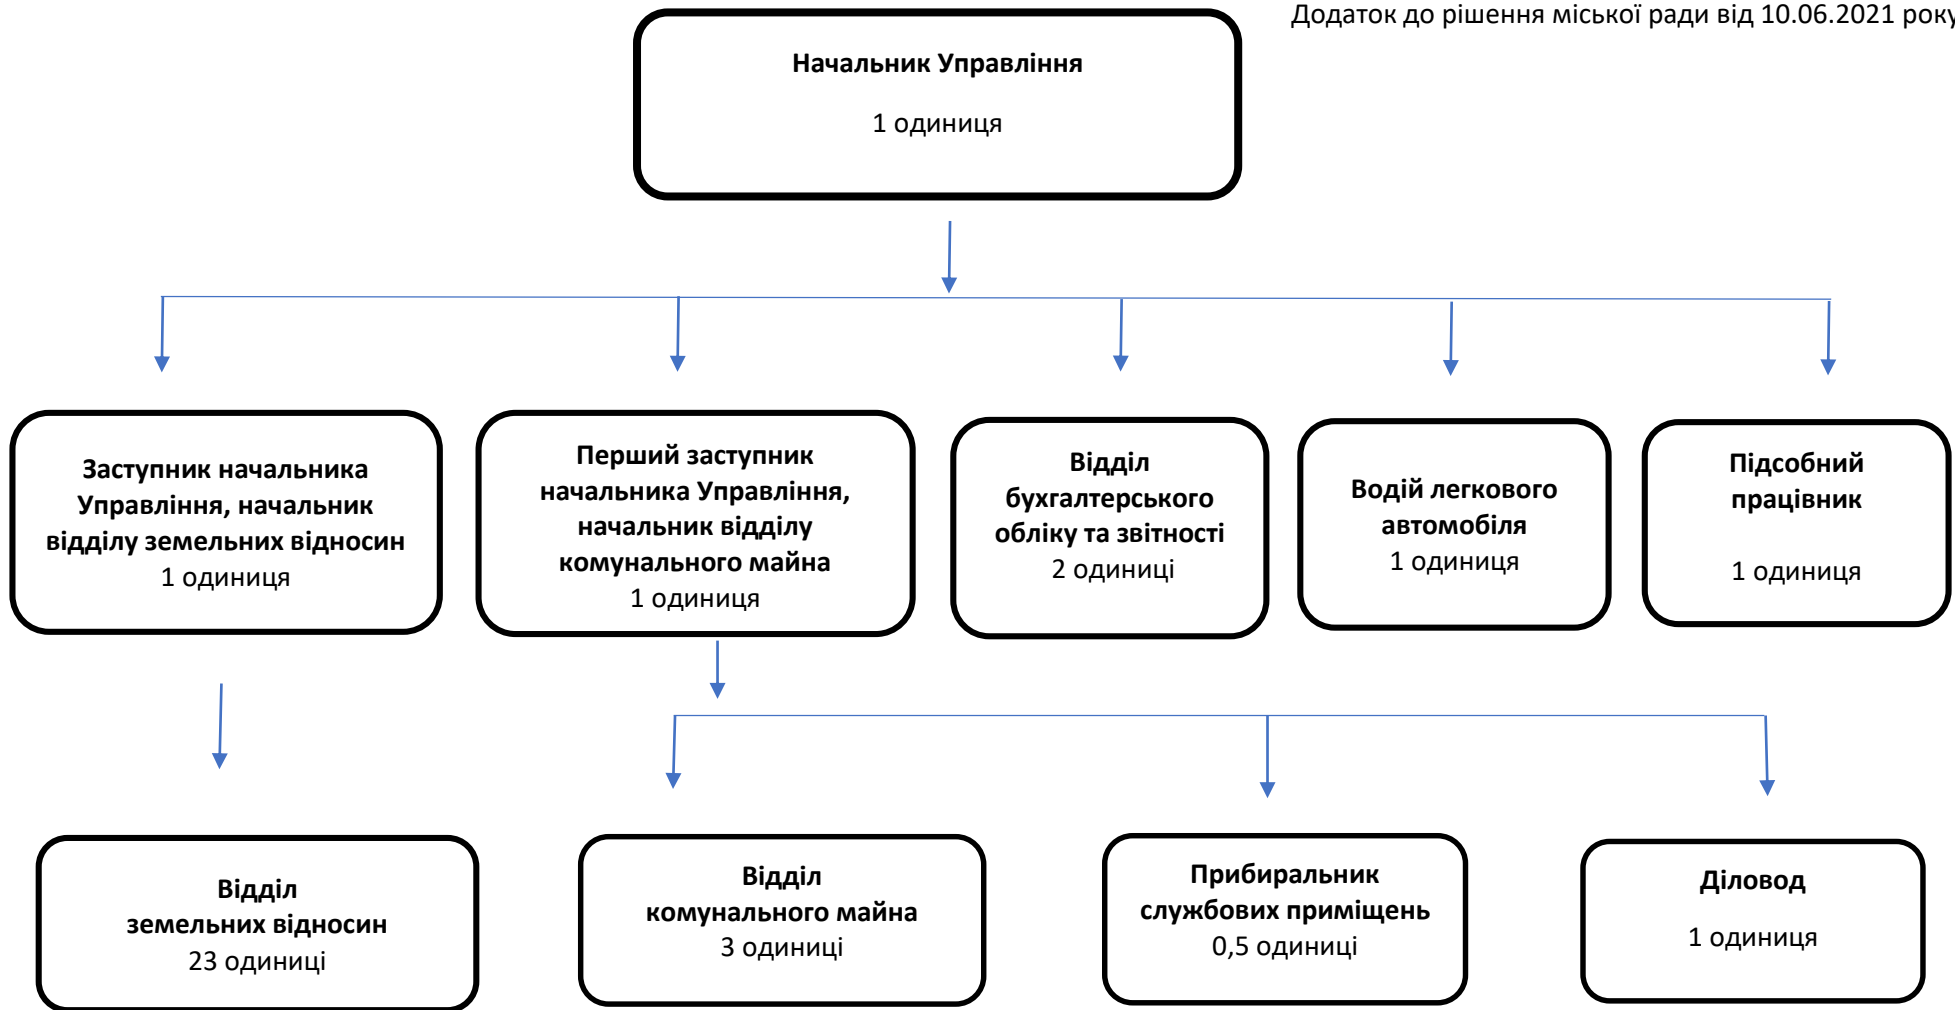 Додаток до рішення міської ради від 10.06.2021 року
Начальник Управління
1 одиниця
Заступник начальника
Управління, начальник
відділу земельних відносин
1 одиниця
Перший заступник
начальника Управління,
начальник відділу
комунального майна
1 одиниця
Відділ
бухгалтерського
обліку та звітності
2 одиниці
Водій легкового
автомобіля
1 одиниця
Підсобний
працівник
1 одиниця
Відділ
земельних відносин
23 одиниці
Відділ
комунального майна
3 одиниці
Прибиральник
службових приміщень
0,5 одиниці
Діловод
1 одиниця